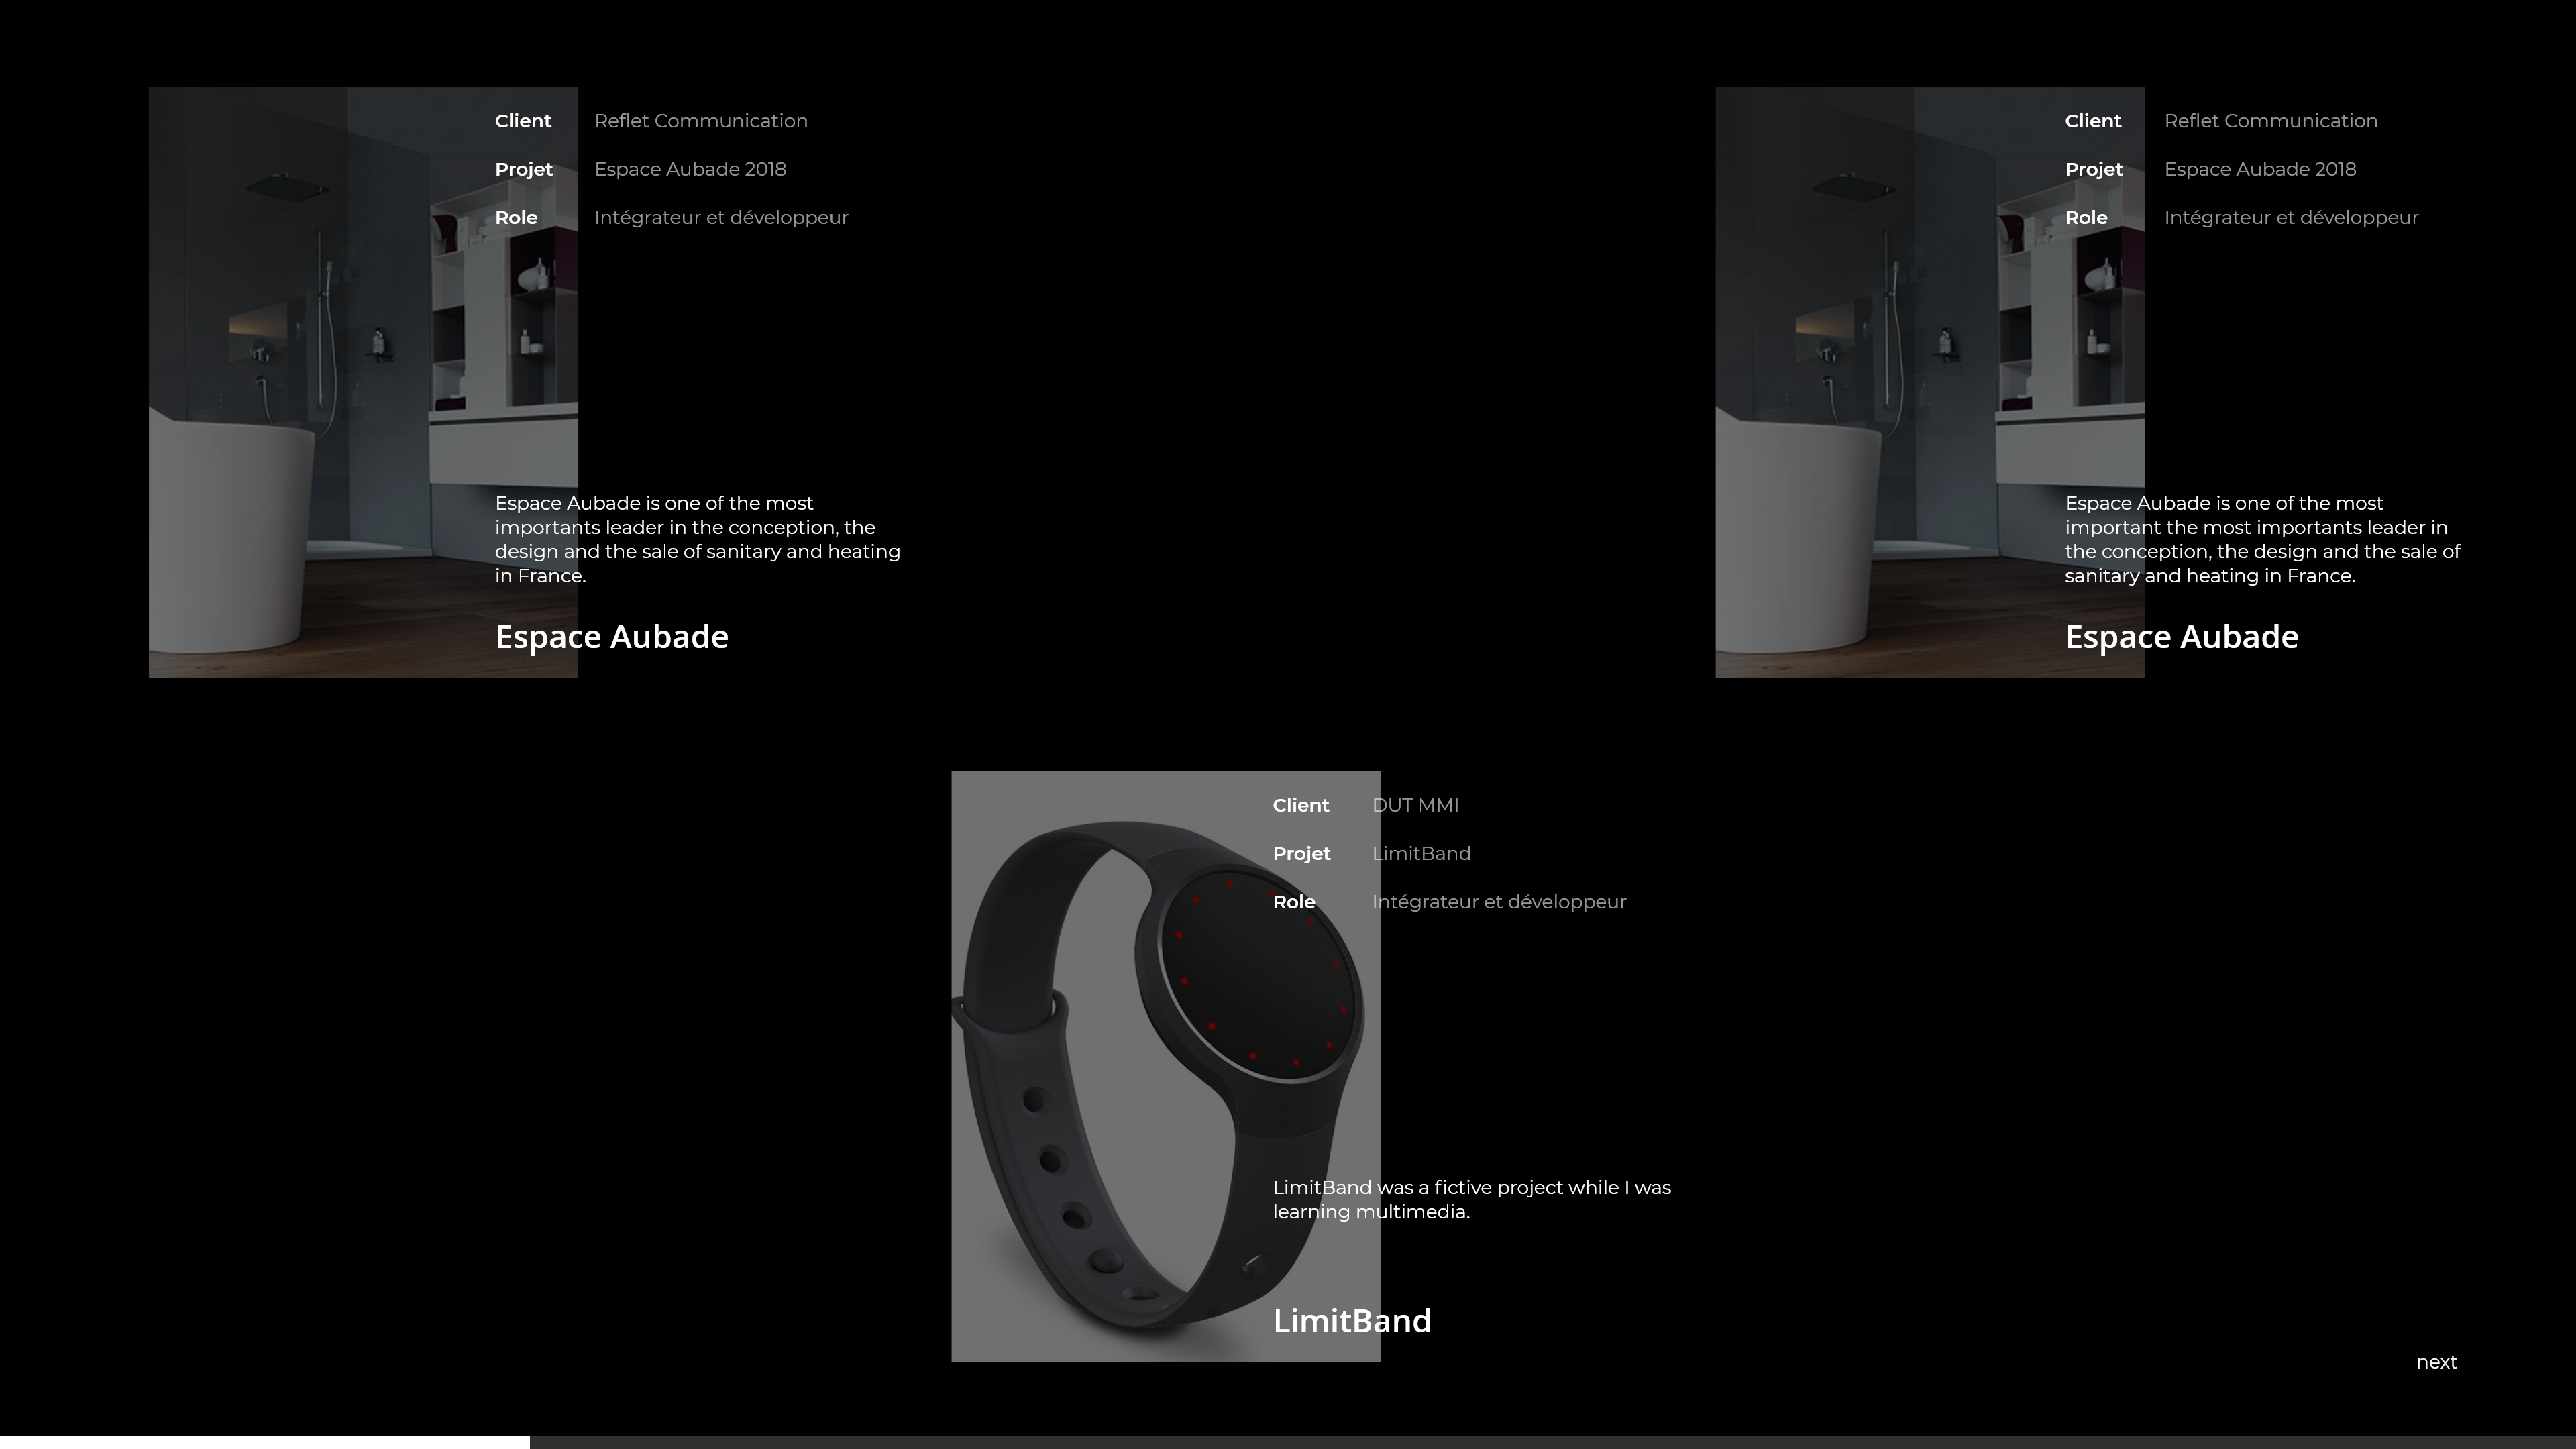 Client Reflet Communication
Projet Espace Aubade 2018
Role Intégrateur et développeur
Espace Aubade is one of the most
importants leader in the conception, the
design and the sale of sanitary and heating
in France.
Espace Aubade
Client Reflet Communication
Projet Espace Aubade 2018
Role Intégrateur et développeur
Espace Aubade is one of the most
important the most importants leader in
the conception, the design and the sale of
sanitary and heating in France.
Espace Aubade
Client DUT MMI
Projet LimitBand
Role Intégrateur et développeur
LimitBand was a fictive project while I was
learning multimedia.
LimitBand
next